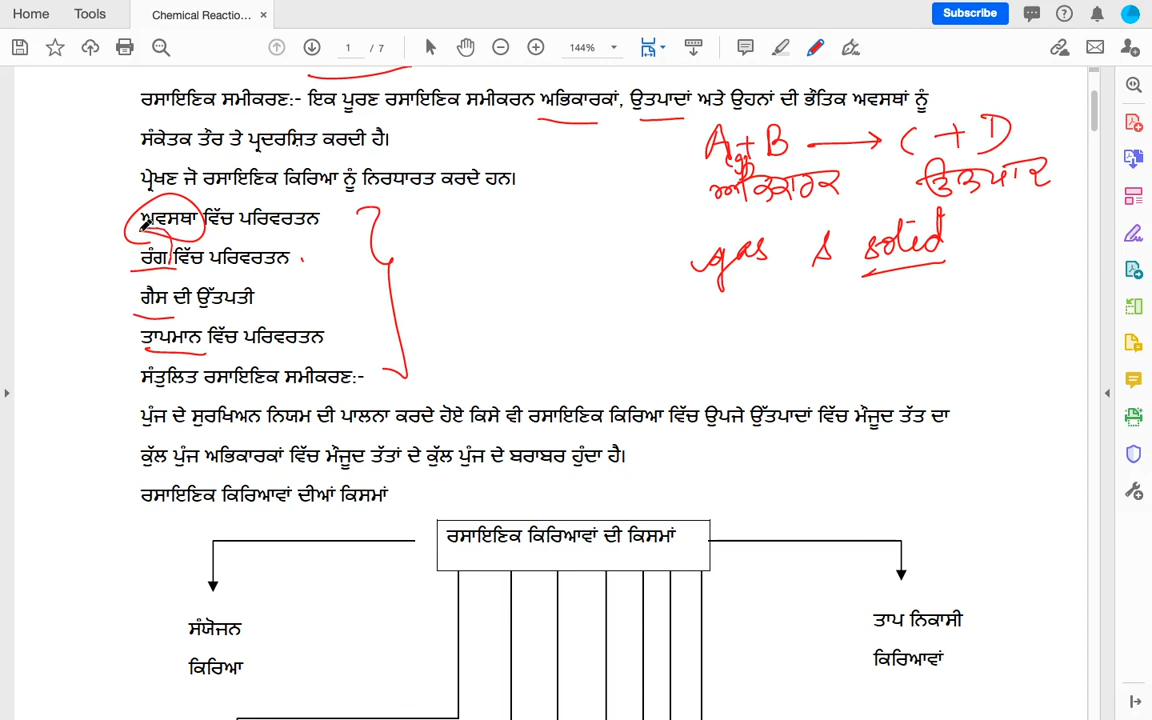 Home Tools Chemical Reactio... × Subscribe
1 / 7 144%
ਰਸਾਇਣਿਕ ਸਮੀਕਰਣ:- ਇਕ ਪੂਰਣ ਰਸਾਇਣਿਕ ਸਮੀਕਰਨ ਅਭਿਕਾਰਕਾਂ, ਉਤਪਾਦਾਂ ਅਤੇ ਉਹਨਾਂ ਦੀ ਭੌਤਿਕ ਅਵਸਥਾਂ ਨੂੰ
ਸੰਕੇਤਕ ਤੌਰ ਤੇ ਪ੍ਰਦਰਸ਼ਿਤ ਕਰਦੀ ਹੈ।
A + B → C + D
(g)
ਪ੍ਰੇਖਣ ਜੋ ਰਸਾਇਣਿਕ ਕਿਰਿਆ ਨੂੰ ਨਿਰਧਾਰਤ ਕਰਦੇ ਹਨ।
ਅਵਸਥਾ ਵਿੱਚ ਪਰਿਵਰਤਨ
gas s solid
ਰੰਗ ਵਿੱਚ ਪਰਿਵਰਤਨ
ਗੈਸ ਦੀ ਉੱਤਪਤੀ
ਤਾਪਮਾਨ ਵਿੱਚ ਪਰਿਵਰਤਨ
ਸੰਤੁਲਿਤ ਰਸਾਇਣਿਕ ਸਮੀਕਰਣ:-
ਪੁੰਜ ਦੇ ਸੁਰਖਿਅਨ ਨਿਯਮ ਦੀ ਪਾਲਨਾ ਕਰਦੇ ਹੋਏ ਕਿਸੇ ਵੀ ਰਸਾਇਣਿਕ ਕਿਰਿਆ ਵਿੱਚ ਉਪਜੇ ਉੱਤਪਾਦਾਂ ਵਿੱਚ ਮੌਜੂਦ ਤੱਤ ਦਾ
ਕੁੱਲ ਪੁੰਜ ਅਭਿਕਾਰਕਾਂ ਵਿੱਚ ਮੌਜੂਦ ਤੱਤਾਂ ਦੇ ਕੁੱਲ ਪੁੰਜ ਦੇ ਬਰਾਬਰ ਹੁੰਦਾ ਹੈ।
ਰਸਾਇਣਿਕ ਕਿਰਿਆਵਾਂ ਦੀਆਂ ਕਿਸਮਾਂ
ਰਸਾਇਣਿਕ ਕਿਰਿਆਵਾਂ ਦੀ ਕਿਸਮਾਂ
ਸੰਯੋਜਨ
ਕਿਰਿਆ
ਤਾਪ ਨਿਕਾਸੀ
ਕਿਰਿਆਵਾਂ